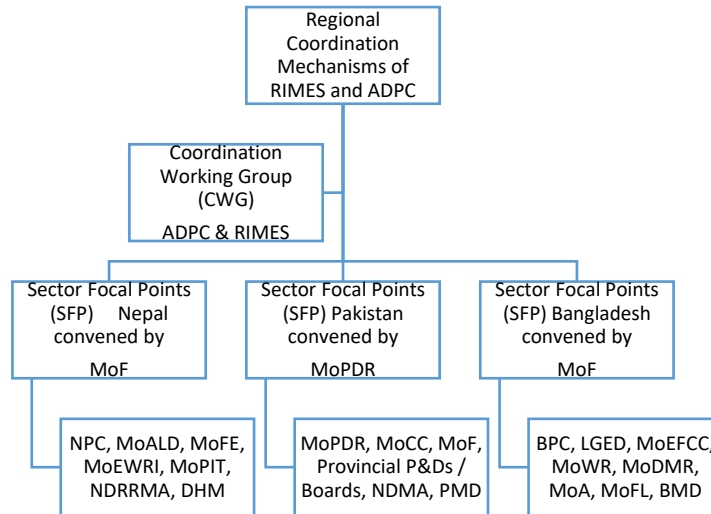 Regional
Coordination
Mechanisms of
RIMES and ADPC
Coordination
Working Group
(CWG)
ADPC & RIMES
Sector Focal Points
(SFP) Nepal
convened by
MoF
Sector Focal Points
(SFP) Pakistan
convened by
MoPDR
Sector Focal Points
(SFP) Bangladesh
convened by
MoF
NPC, MoALD, MoFE,
MoEWRI, MoPIT,
NDRRMA, DHM
MoPDR, MoCC, MoF,
Provincial P&Ds /
Boards, NDMA, PMD
BPC, LGED, MoEFCC,
MoWR, MoDMR,
MoA, MoFL, BMD